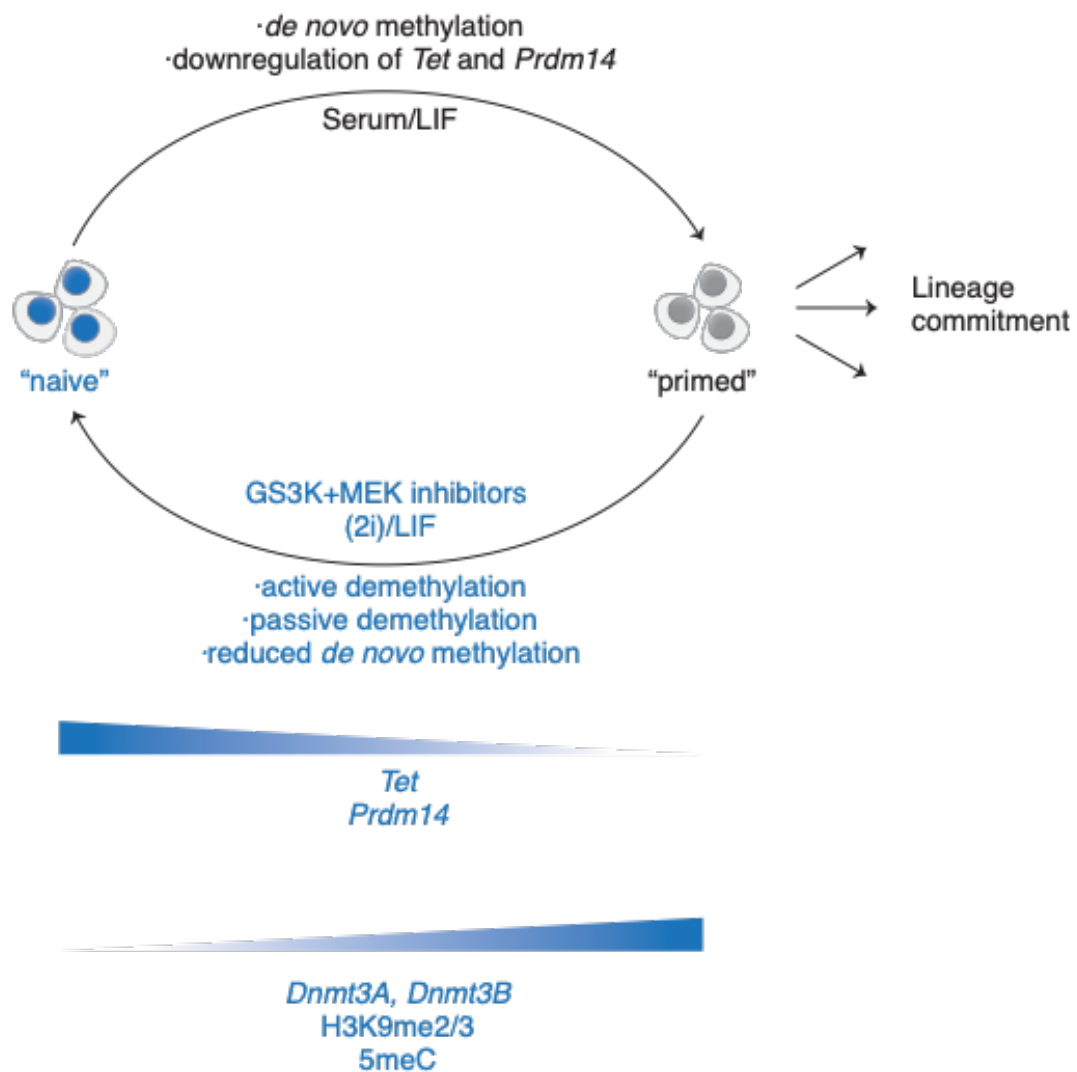 ·de novo methylation
·downregulation of Tet and Prdm14
Serum/LIF
Lineage
commitment
“naive”
“primed”
GS3K+MEK inhibitors
(2i)/LIF
·active demethylation
·passive demethylation
·reduced de novo methylation
Tet
Prdm14
Dnmt3A, Dnmt3B
H3K9me2/3
5meC